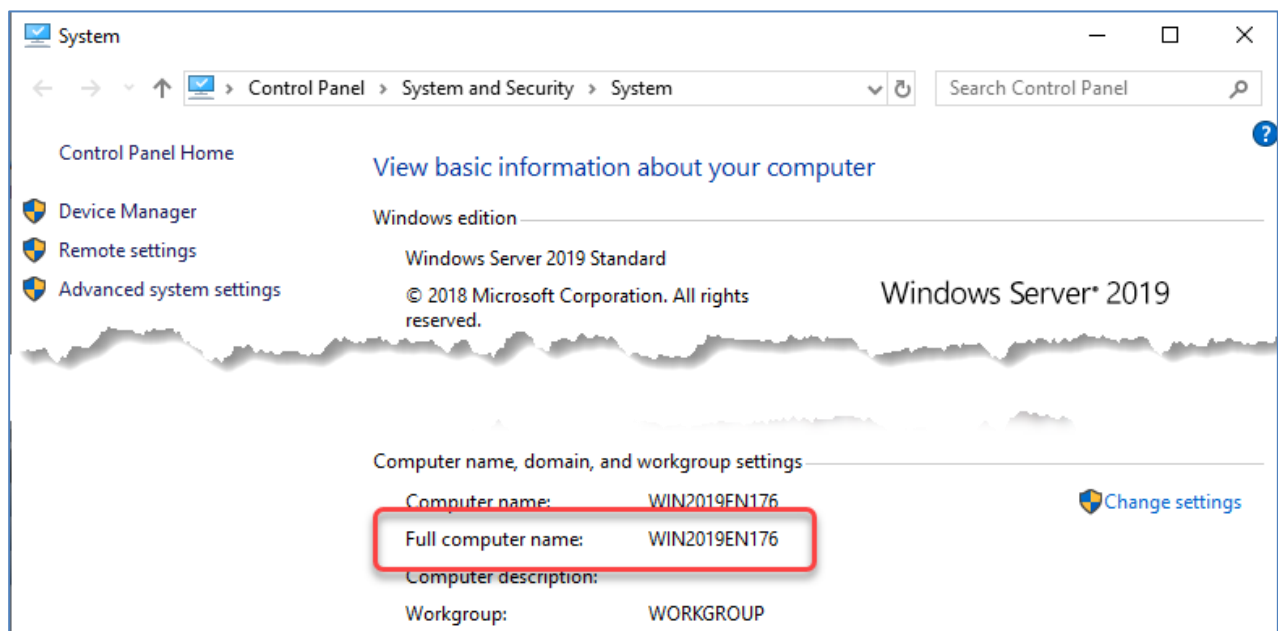 System
Control Panel > System and Security > System
Search Control Panel
?
Control Panel Home
View basic information about your computer
Device Manager
Windows edition
Remote settings
Windows Server 2019 Standard
Advanced system settings
© 2018 Microsoft Corporation. All rights
reserved.
Windows Server® 2019
Computer name, domain, and workgroup settings
Computer name: WIN2019EN176
Change settings
Full computer name: WIN2019EN176
Computer description:
Workgroup: WORKGROUP